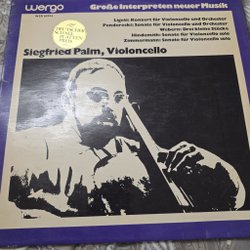 wergo
Große Interpreten neuer Musik
Ligeti: Konzert für Violoncello und Orchester
Penderecki: Sonate für Violoncello und Orchester
Webern: Drei kleine Stücke
Hindemith: Sonate für Violoncello solo
Zimmermann: Sonate für Violoncello solo
Siegfried Palm, Violoncello